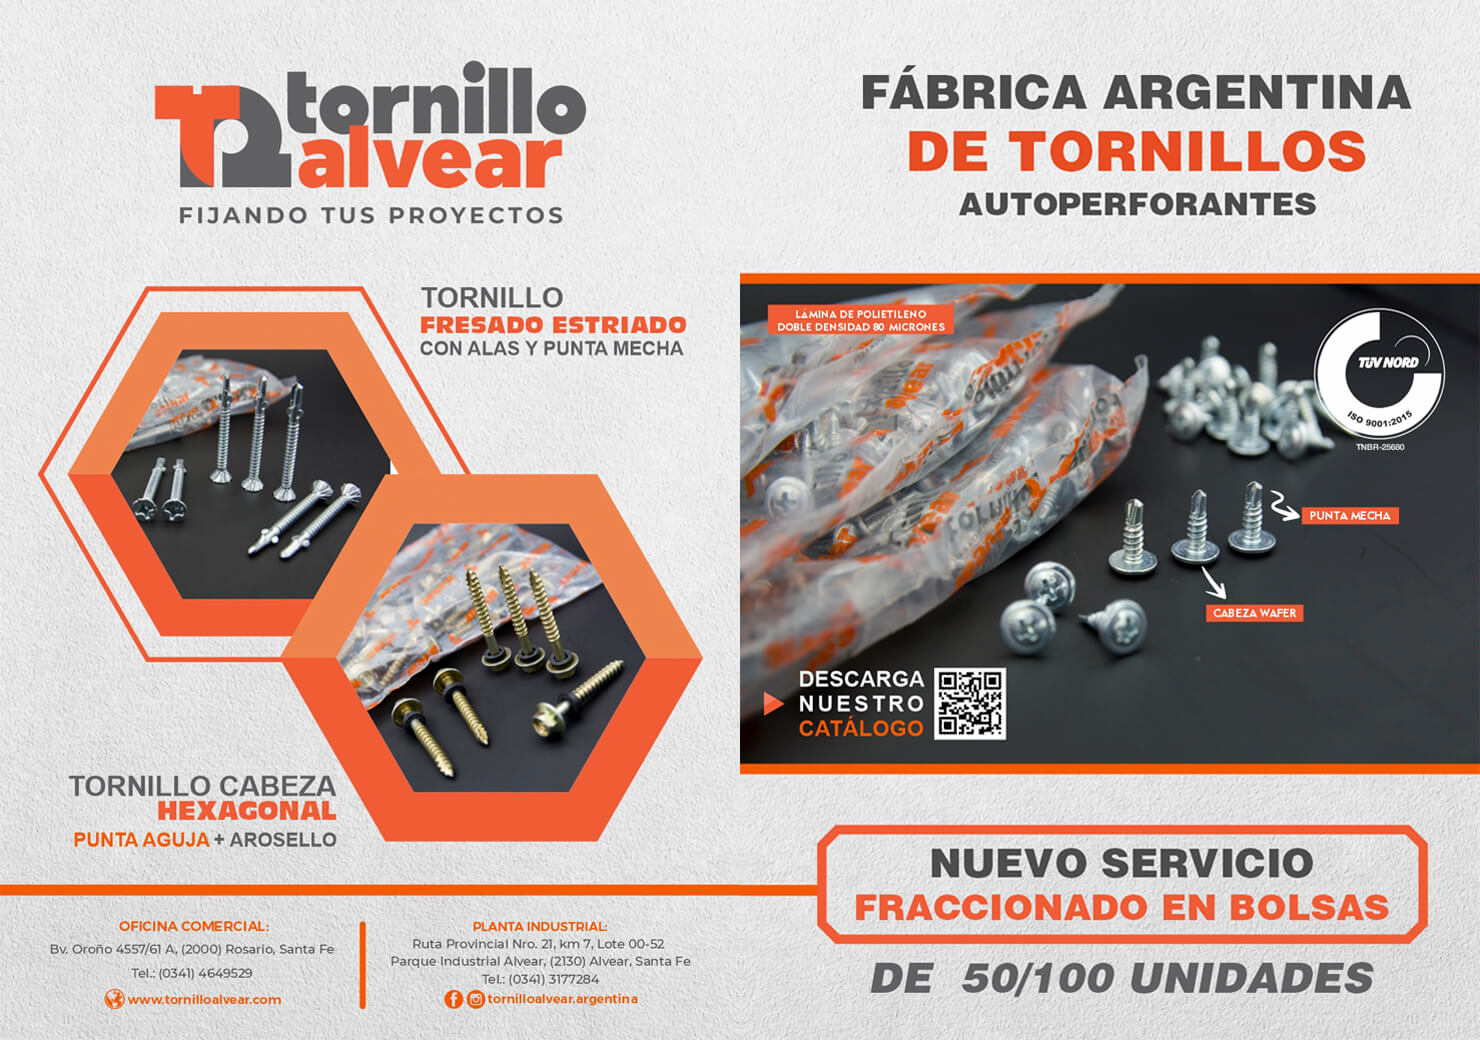 tornillo
alvear
FIJANDO TUS PROYECTOS
TORNILLO
FRESADO ESTRIADO
CON ALAS Y PUNTA MECHA
TORNILLO CABEZA
HEXAGONAL
PUNTA AGUJA + AROSELLO
OFICINA COMERCIAL:
Bv. Oroño 4557/61 A, (2000) Rosario, Santa Fe
Tel.: (0341) 4649529
www.tornilloalvear.com
PLANTA INDUSTRIAL:
Ruta Provincial Nro. 21, km 7, Lote 00-52
Parque Industrial Alvear, (2130) Alvear, Santa Fe
Tel.: (0341) 3177284
tornilloalvear.argentina
FÁBRICA ARGENTINA
DE TORNILLOS
AUTOPERFORANTES
LÁMINA DE POLIETILENO
DOBLE DENSIDAD 80 MICRONES
TÜV NORD
ISO 9001:2015
TNBR-25680
PUNTA MECHA
CABEZA WAFER
DESCARGA
NUESTRO
CATÁLOGO
NUEVO SERVICIO
FRACCIONADO EN BOLSAS
DE 50/100 UNIDADES